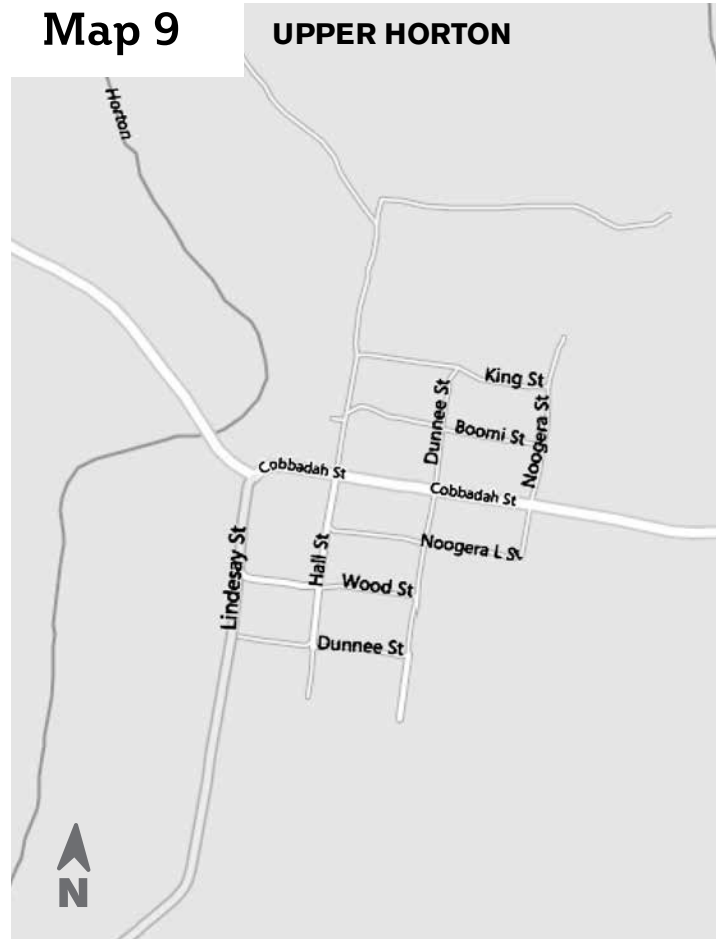 Map 9
UPPER HORTON
Horton
King St
Dunnee St
Boomi St
Noogera St
Cobbadah St
Cobbadah St
Noogera L St
Lindesay St
Hall St
Wood St
Dunnee St
N